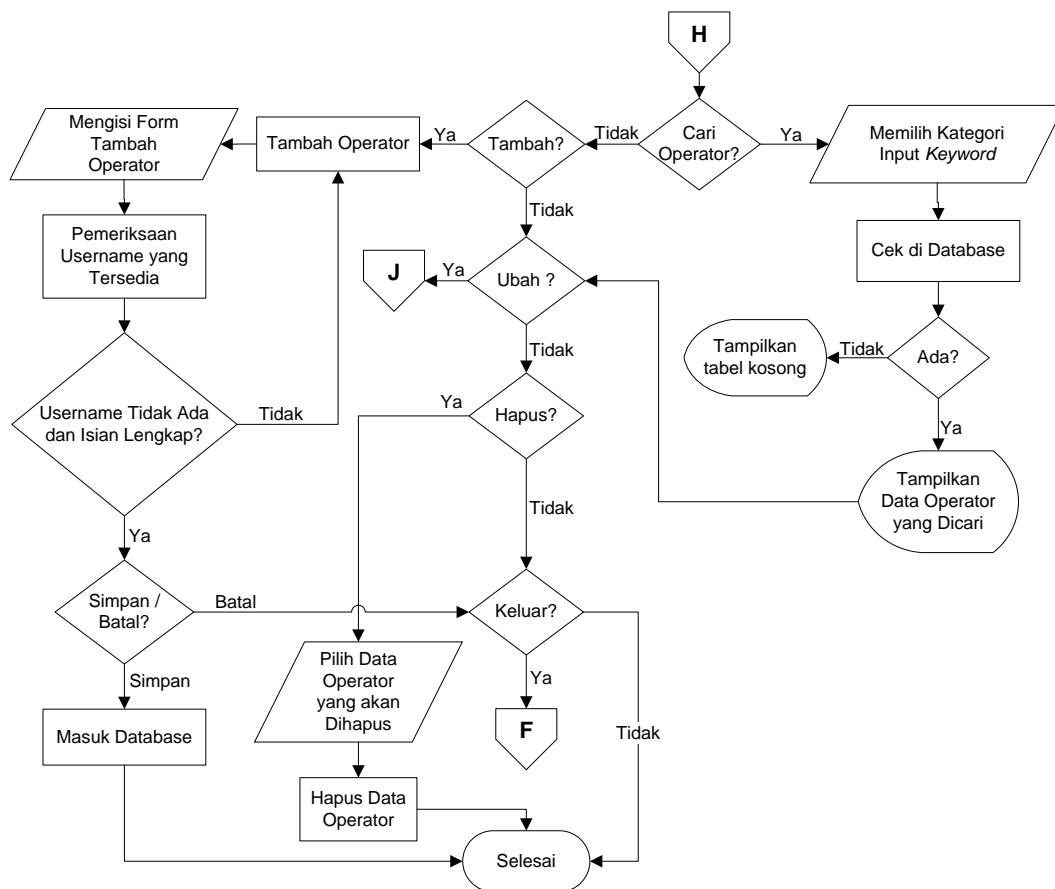 H
Cari
Operator?
Tidak
Ya
Tambah?
Ya
Tambah Operator
Mengisi Form
Tambah
Operator
Memilih Kategori
Input Keyword
Tidak
Pemeriksaan
Username yang
Tersedia
J
Ya
Ubah ?
Cek di Database
Tidak
Tampilkan
tabel kosong
Tidak
Ada?
Ya
Username Tidak Ada
dan Isian Lengkap?
Tidak
Ya
Hapus?
Tidak
Tampilkan
Data Operator
yang Dicari
Ya
Simpan /
Batal?
Batal
Keluar?
Simpan
Pilih Data
Operator
yang akan
Dihapus
Ya
F
Tidak
Masuk Database
Hapus Data
Operator
Selesai